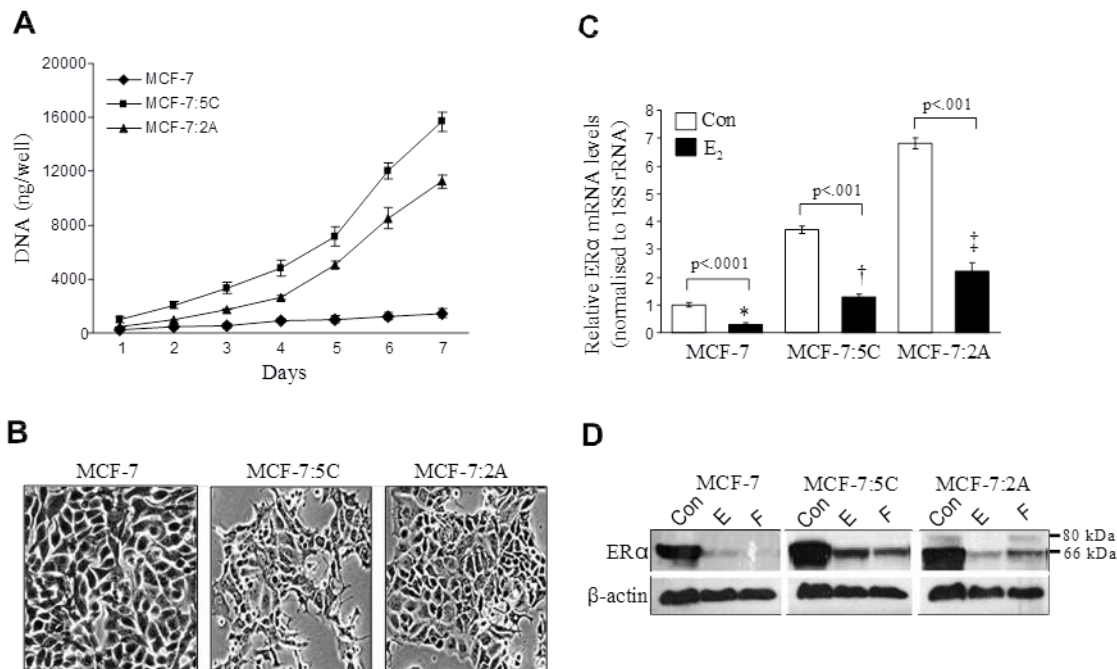 A
DNA (ng/well)
20000
16000
12000
8000
4000
0
MCF-7
MCF-7:5C
MCF-7:2A
1 2 3 4 5 6 7
Days
B
MCF-7 MCF-7:5C MCF-7:2A
C
Relative ERα mRNA levels
(normalised to 18S rRNA)
8
7
6
5
4
3
2
1
0
Con
E₂
p<.0001
p<.001
p<.001
*
†
‡
MCF-7 MCF-7:5C MCF-7:2A
D
MCF-7 MCF-7:5C MCF-7:2A
Con E F Con E F Con E F
80 kDa
ERα 66 kDa
β-actin